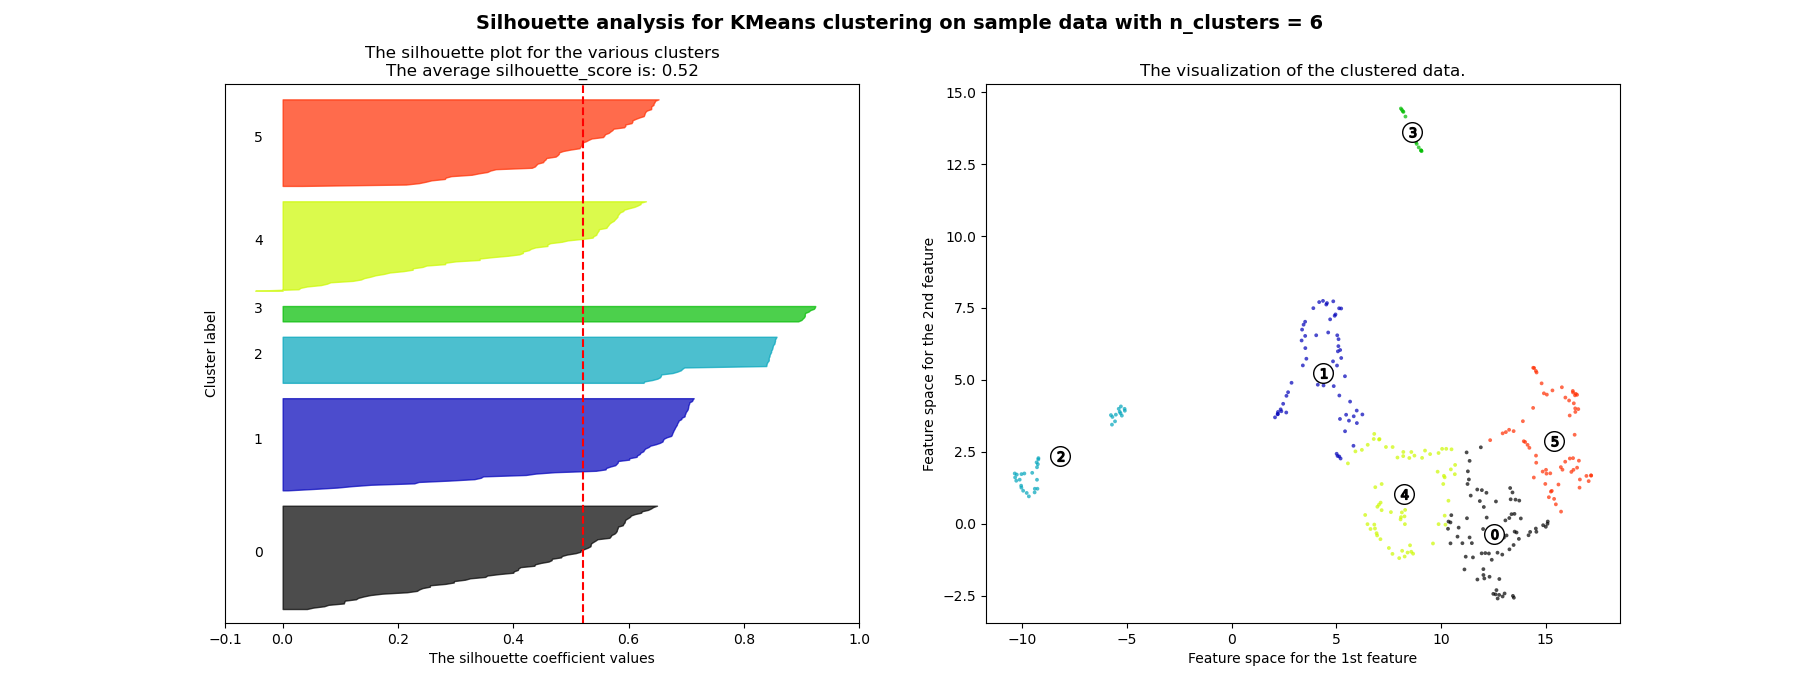 Silhouette analysis for KMeans clustering on sample data with n_clusters = 6
The silhouette plot for the various clusters
The average silhouette_score is: 0.52
Cluster label
5
4
3
2
1
0
−0.1 0.0 0.2 0.4 0.6 0.8 1.0
The silhouette coefficient values
The visualization of the clustered data.
Feature space for the 2nd feature
15.0
12.5
10.0
7.5
5.0
2.5
0.0
−2.5
3
1
5
2
4
0
−10 −5 0 5 10 15
Feature space for the 1st feature